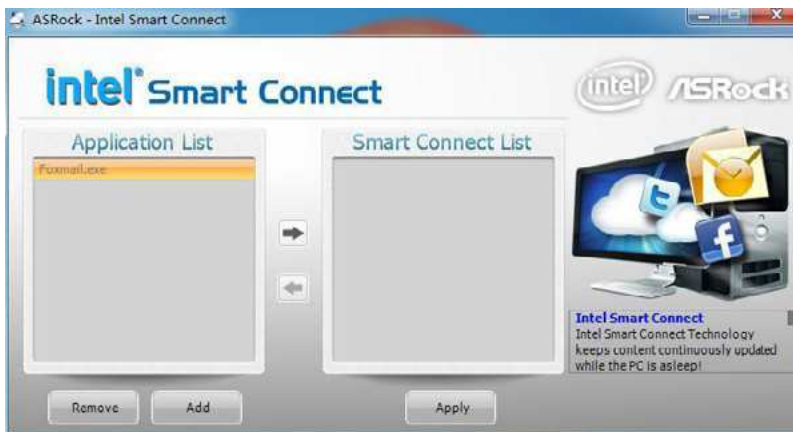 ASRock - Intel Smart Connect
intel Smart Connect
intel ASRock
Application List
Foxmail.exe
Smart Connect List
Intel Smart Connect
Intel Smart Connect Technology
keeps content continuously updated
while the PC is asleep!
Remove
Add
Apply